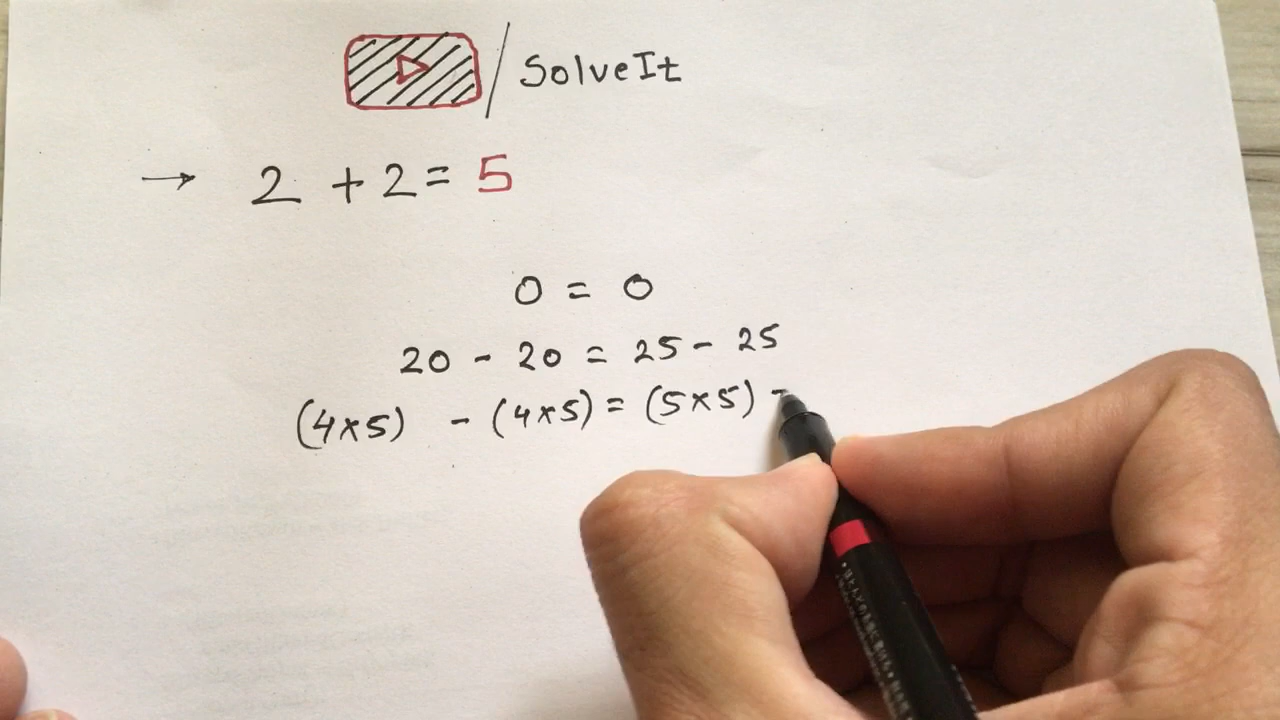 / SolveIt
→ 2 + 2 = 5
0 = 0
20 - 20 = 25 - 25
(4×5) - (4×5) = (5×5) -